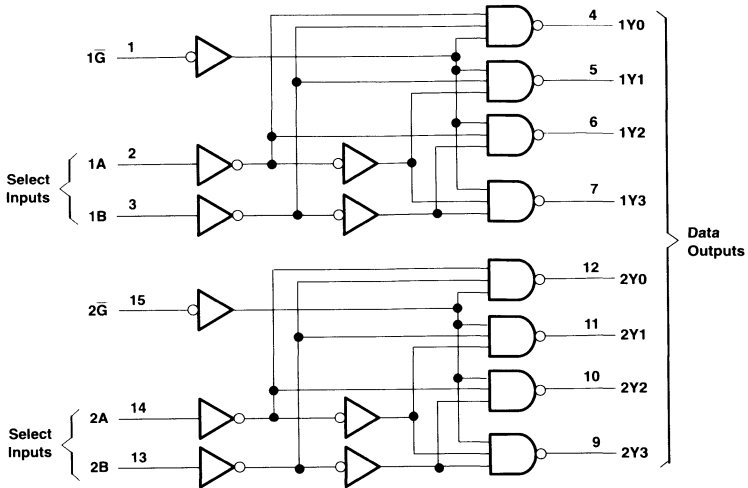 4 1Y0
1G̅ 1
5 1Y1
6 1Y2
1A 2
Select
Inputs
7 1Y3
1B 3
Data
Outputs
12 2Y0
2G̅ 15
11 2Y1
10 2Y2
2A 14
Select
Inputs
9 2Y3
2B 13